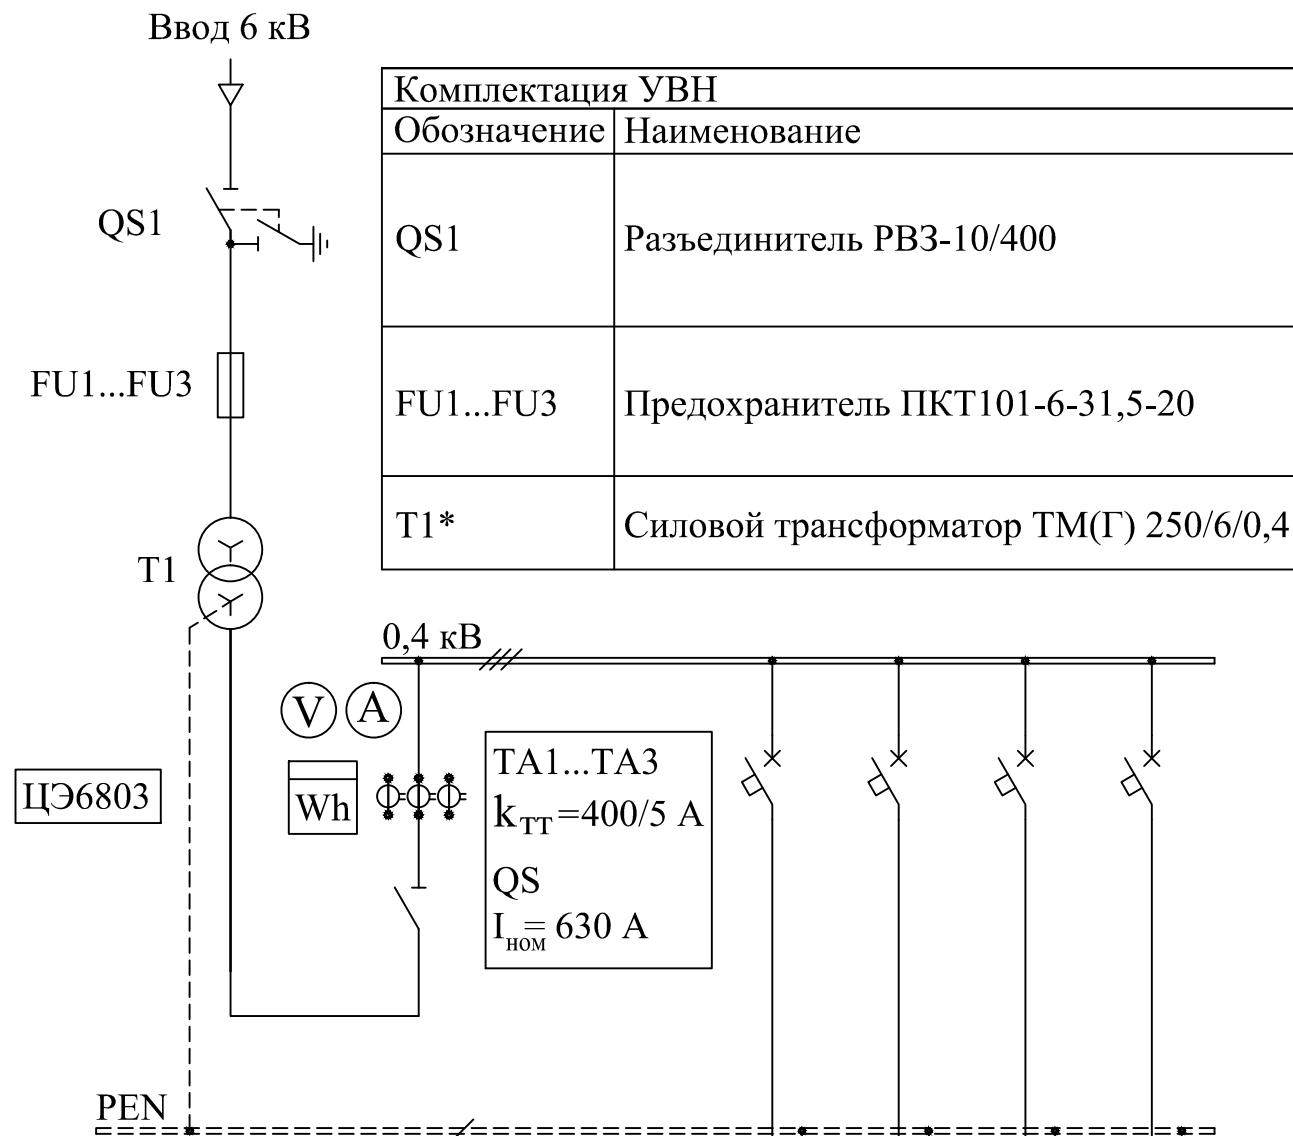 Ввод 6 кВ
Комплектация УВН
Обозначение Наименование
QS1
QS1 Разъединитель РВЗ-10/400
FU1...FU3
FU1...FU3 Предохранитель ПКТ101-6-31,5-20
T1* Силовой трансформатор ТМ(Г) 250/6/0,4
T1
0,4 кВ
V A
TA1...TA3
kТТ=400/5 А
ЦЭ6803
Wh
QS
Iном= 630 А
PEN